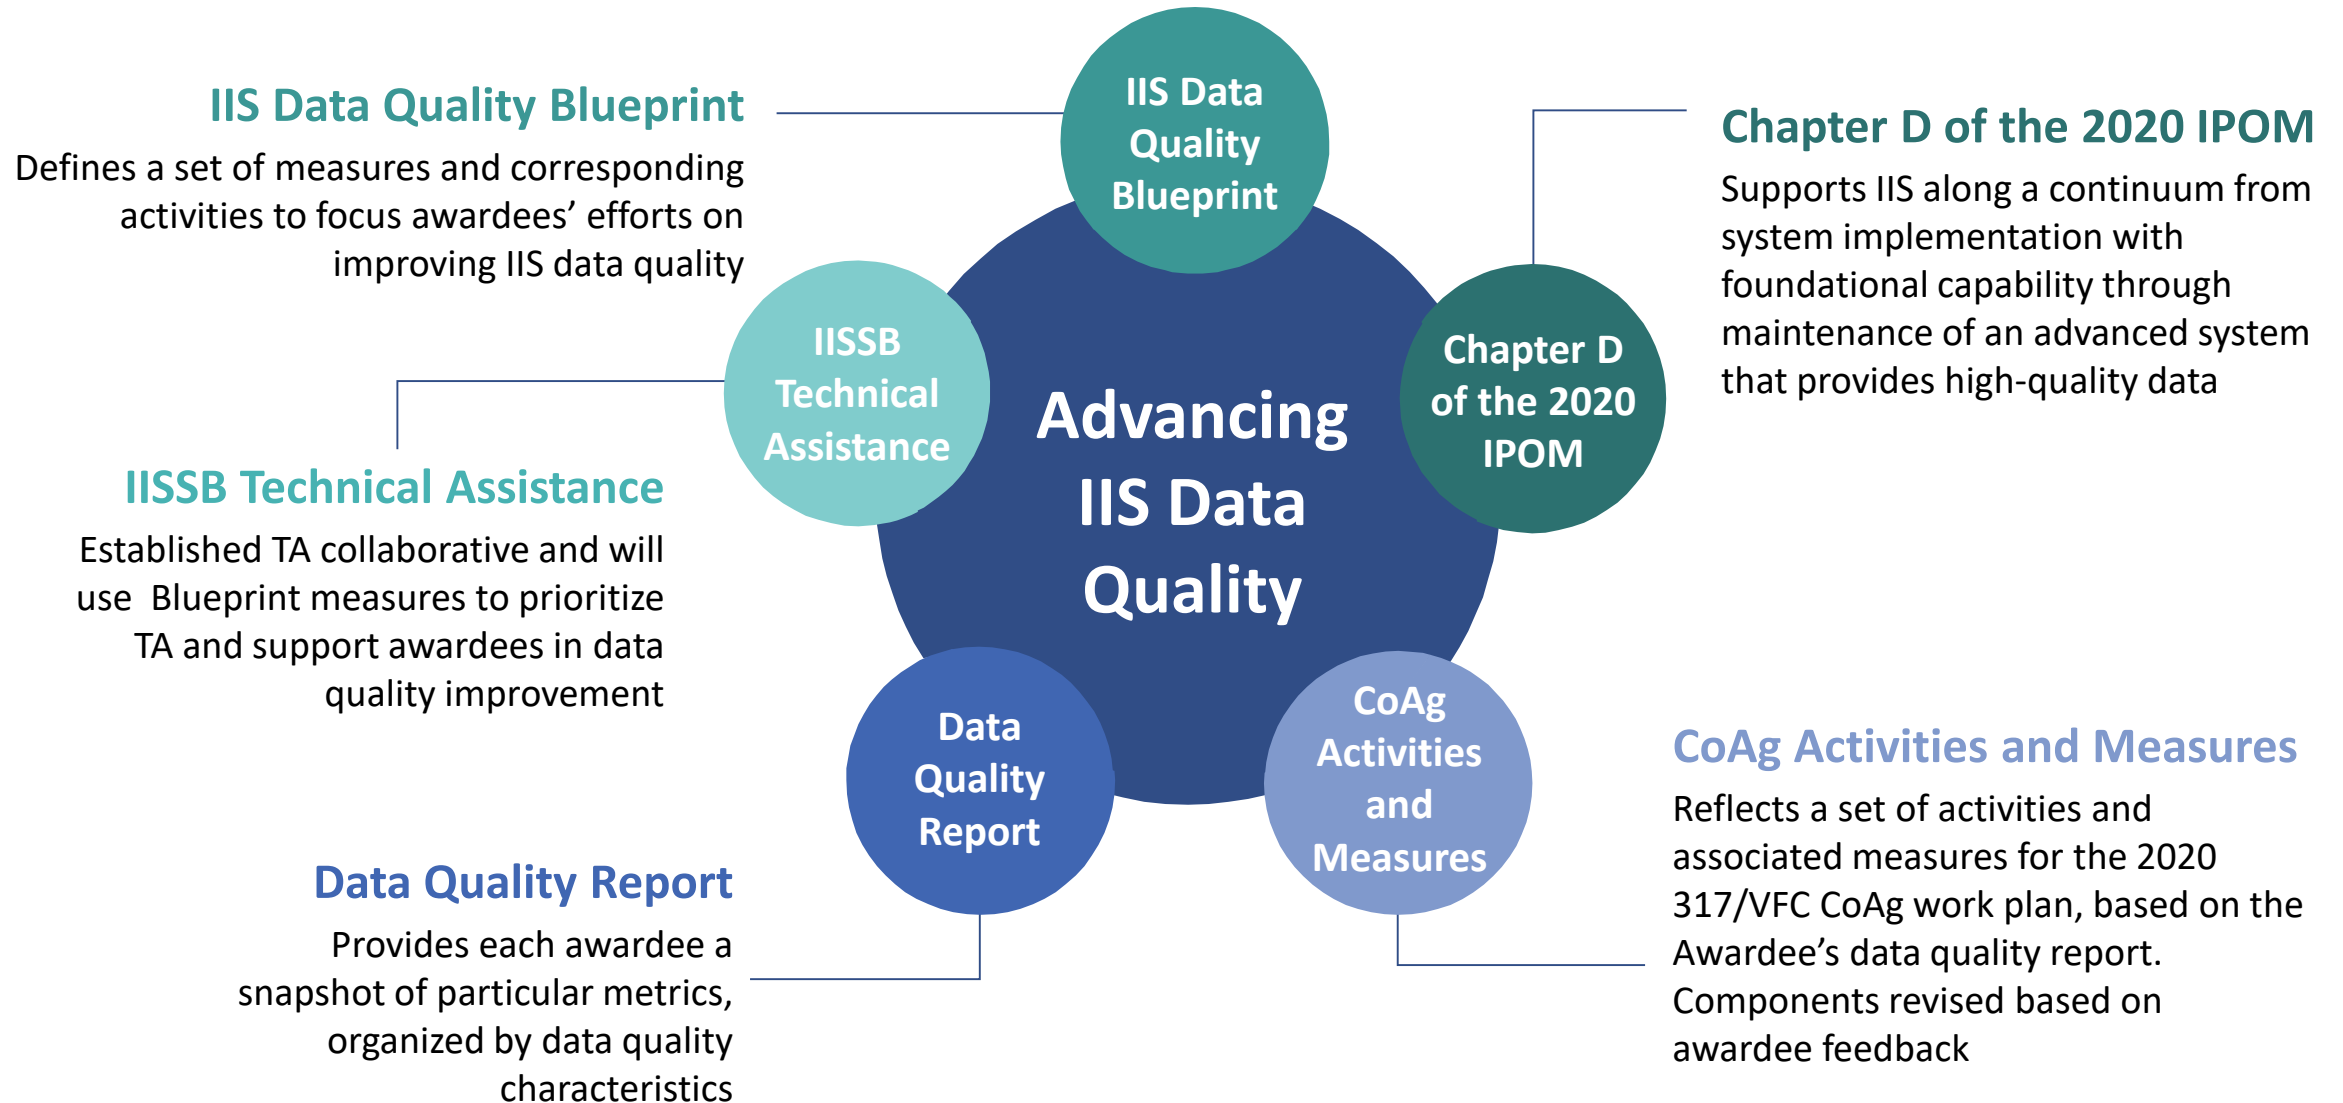 IIS Data
Quality
Blueprint
IIS Data Quality Blueprint
Defines a set of measures and corresponding
activities to focus awardees’ efforts on
improving IIS data quality
Chapter D of the 2020 IPOM
Supports IIS along a continuum from
system implementation with
foundational capability through
maintenance of an advanced system
that provides high-quality data
IISSB
Technical
Assistance
Chapter D
of the 2020
IPOM
Advancing
IIS Data
Quality
IISSB Technical Assistance
Established TA collaborative and will
use  Blueprint measures to prioritize
TA and support awardees in data
quality improvement
Data
Quality
Report
CoAg
Activities
and
Measures
CoAg Activities and Measures
Reflects a set of activities and
associated measures for the 2020
317/VFC CoAg work plan, based on the
Awardee’s data quality report.
Components revised based on
awardee feedback
Data Quality Report
Provides each awardee a
snapshot of particular metrics,
organized by data quality
characteristics